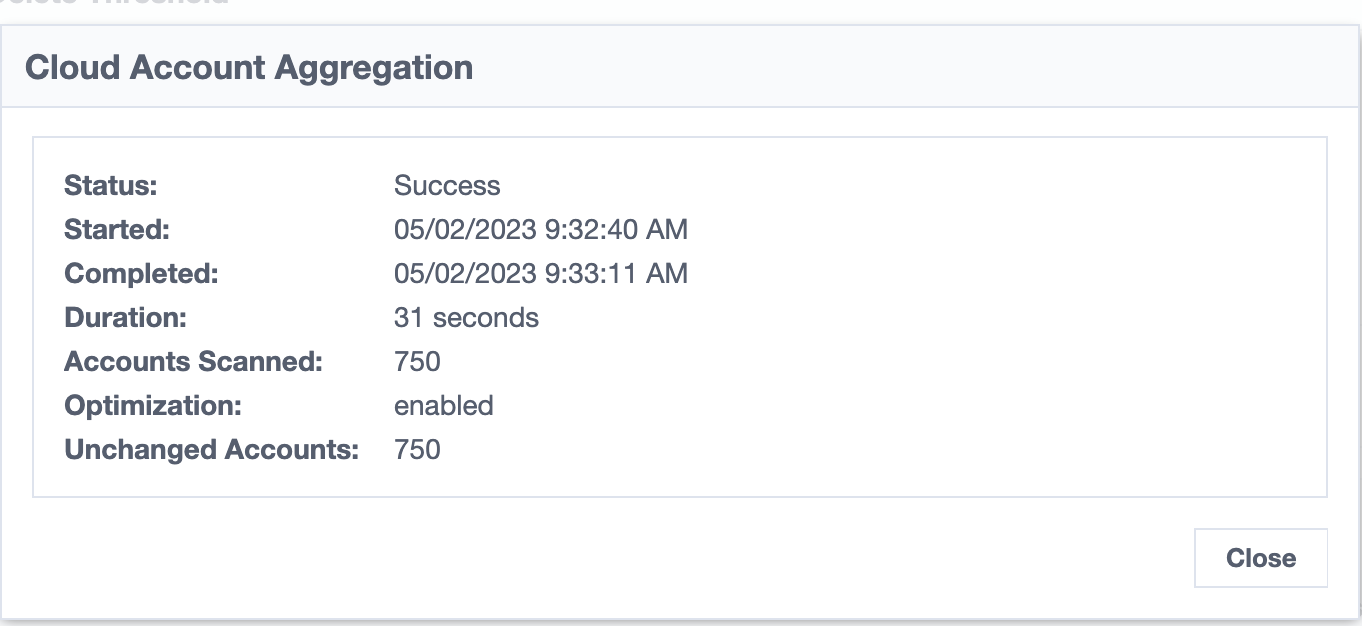 Delete Threshold
Cloud Account Aggregation
Status: Success
Started: 05/02/2023 9:32:40 AM
Completed: 05/02/2023 9:33:11 AM
Duration: 31 seconds
Accounts Scanned: 750
Optimization: enabled
Unchanged Accounts: 750
Close